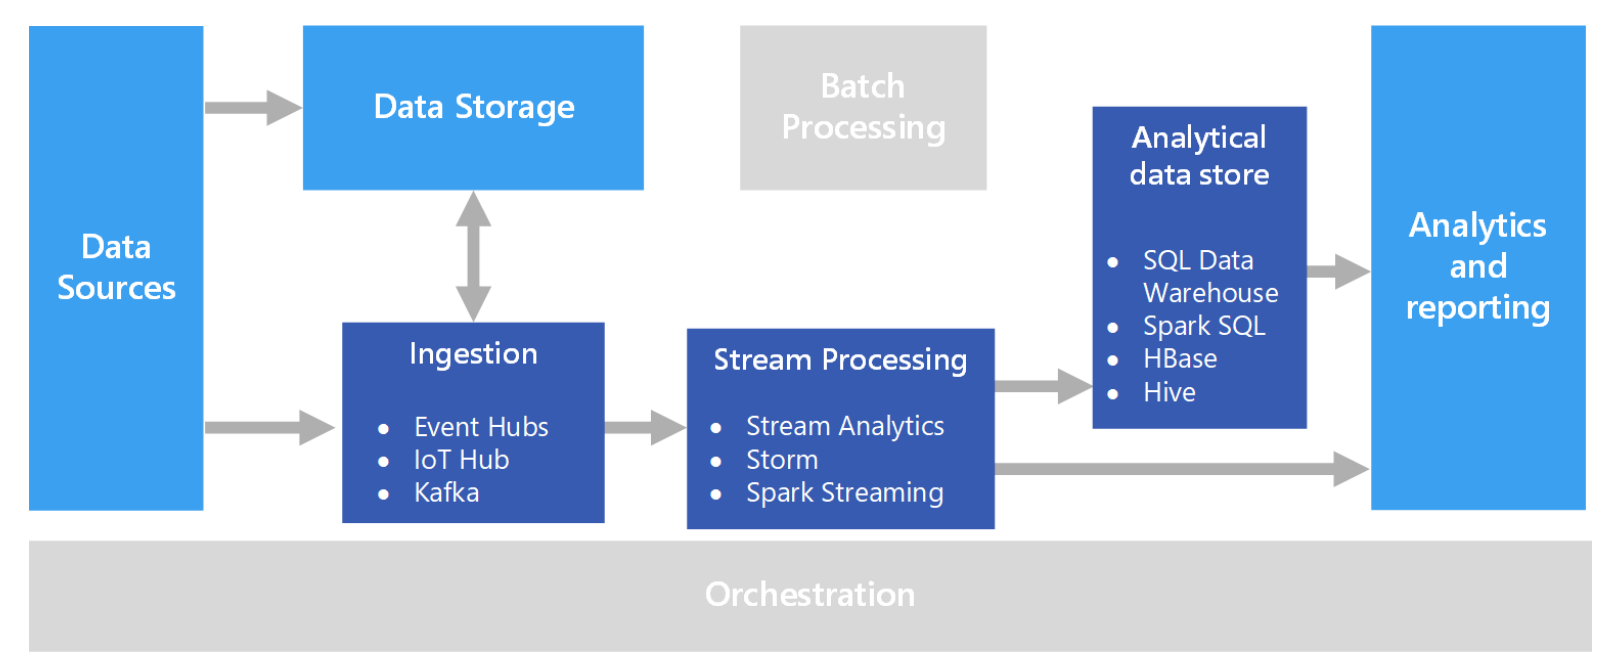 Data
Sources
Data Storage
Batch
Processing
Ingestion
● Event Hubs
● IoT Hub
● Kafka
Stream Processing
● Stream Analytics
● Storm
● Spark Streaming
Analytical
data store
● SQL Data
Warehouse
● Spark SQL
● HBase
● Hive
Analytics
and
reporting
Orchestration